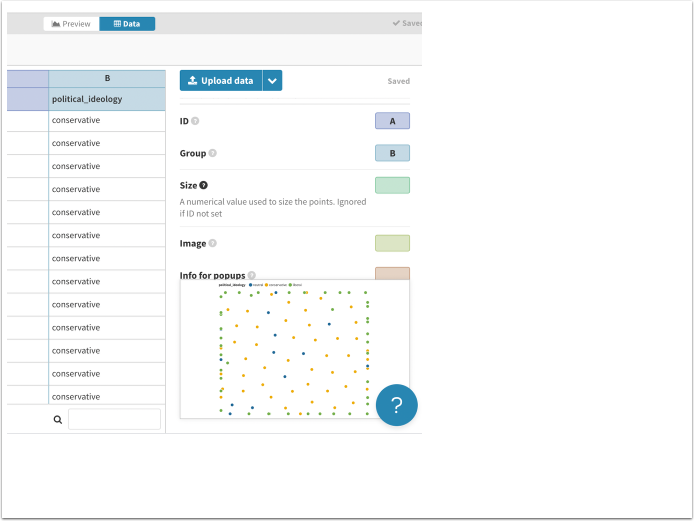 Preview
Data
Saved
B
political_ideology
conservative
conservative
conservative
conservative
conservative
conservative
conservative
conservative
conservative
conservative
conservative
conservative
conservative
Upload data
Saved
ID ?
A
Group ?
B
Size ?
A numerical value used to size the points. Ignored
if ID not set
Image ?
Info for popups ?
political_ideology neutral conservative liberal
?